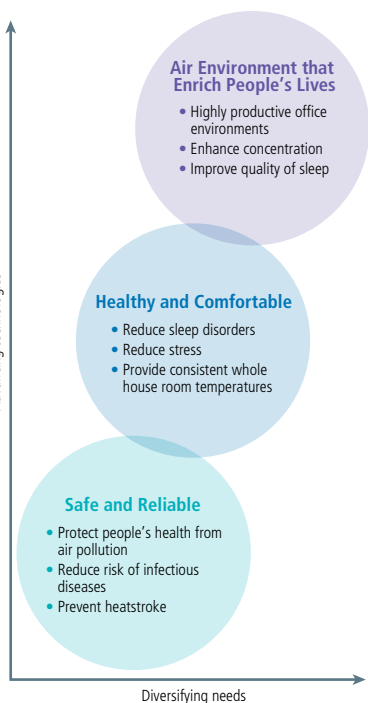 Air Environment that
Enrich People's Lives
• Highly productive office
environments
• Enhance concentration
• Improve quality of sleep
Healthy and Comfortable
• Reduce sleep disorders
• Reduce stress
• Provide consistent whole
house room temperatures
Safe and Reliable
• Protect people's health from
air pollution
• Reduce risk of infectious
diseases
• Prevent heatstroke
Diversifying needs